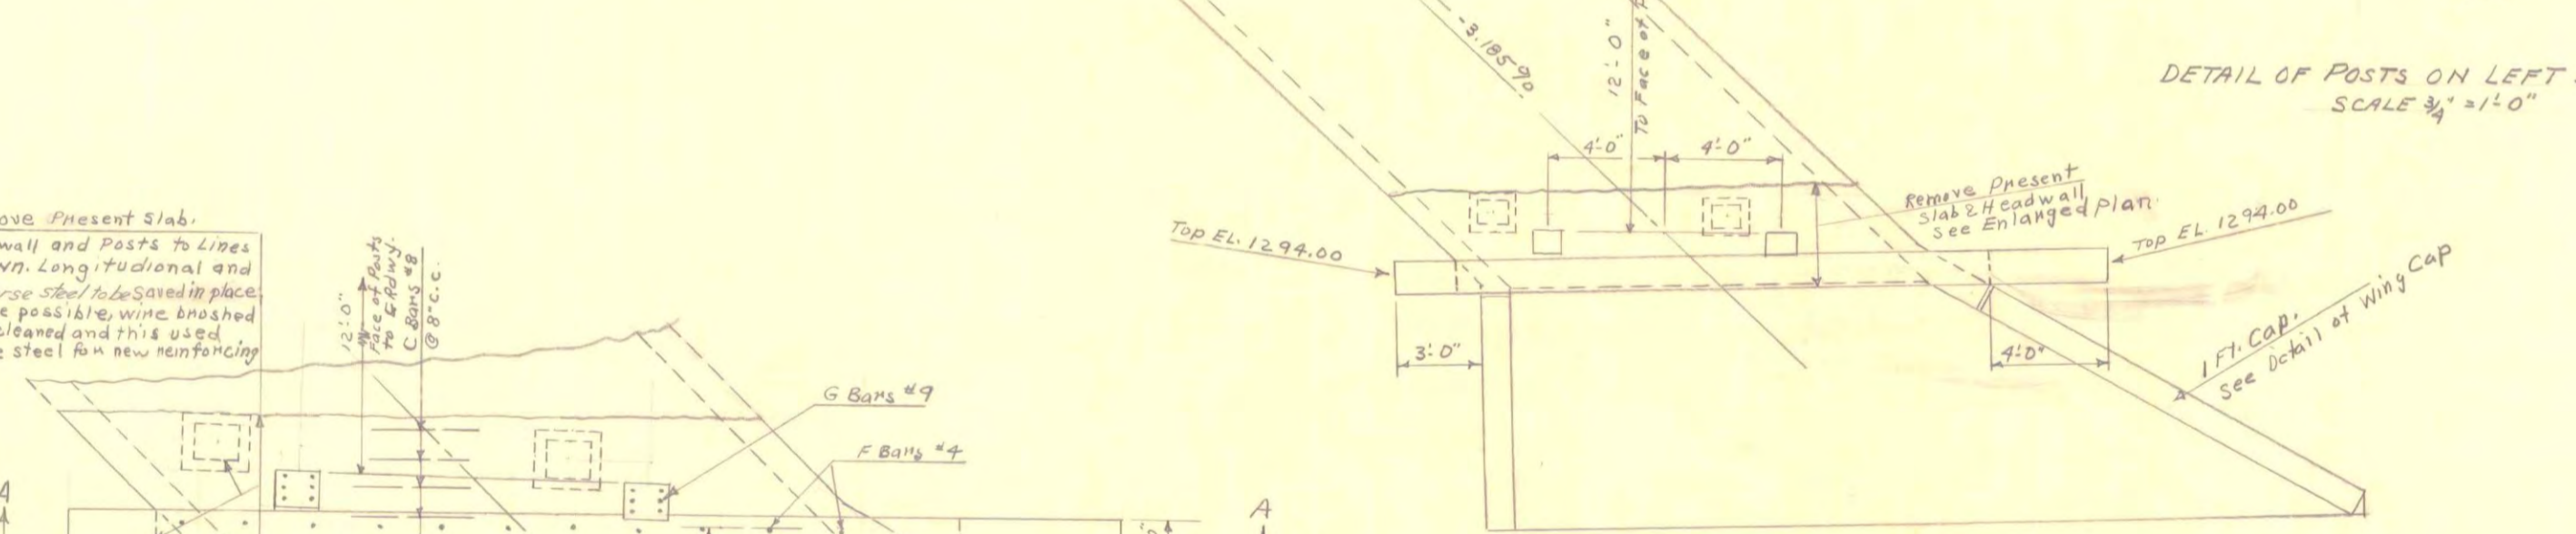 DETAIL OF POSTS ON LEFT
SCALE 3/4" = 1'-0"
-3.185%
12'-0"
To Face of
4'-0"
4'-0"
Remove Present
Slab & Headwall
See Enlarged Plan.
Top EL. 1294.00
Top EL. 1294.00
3'-0"
4'-0"
1 Ft. Cap.
See Detail of Wing Cap
ove Present Slab.
wall and Posts to Lines
wn. Longitudional and
rse steel to be Saved in place
e possible, wire brushed
cleaned and this used
e steel for new reinforcing
12'-0"
Face of Posts
to ⅊ Rdwy.
C Bars #8
@ 8" c.c.
G Bars #9
F Bars #4
A
A